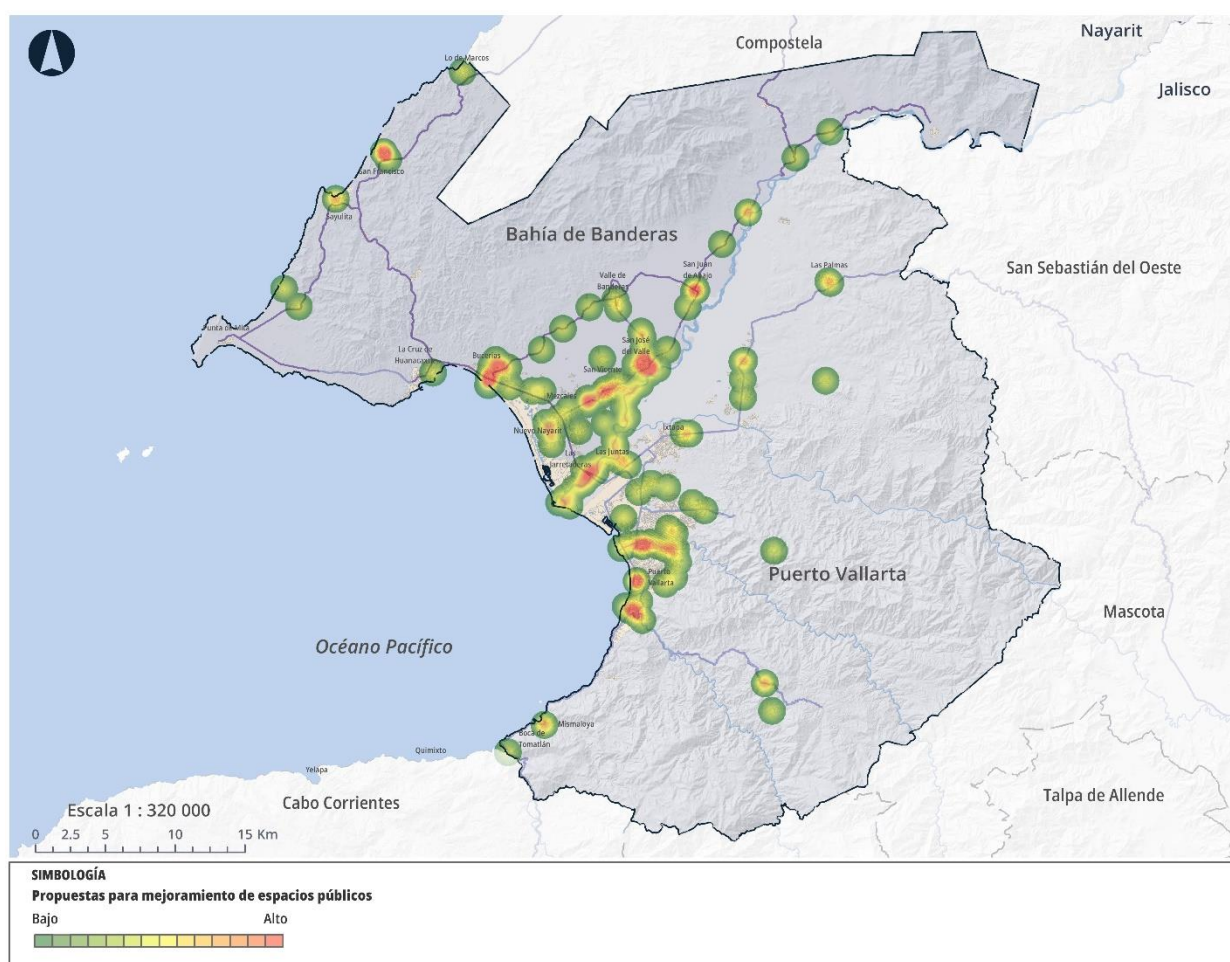 Nayarit
Compostela
Lo de Marcos
Jalisco
San Francisco
Sayulita
Bahía de Banderas
San Juan
de Abajo
Las Palmas
San Sebastián del Oeste
Valle de
Banderas
Punta de Mita
La Cruz de
Huanacaxtle
Bucerías
San José
del Valle
San Vicente
Mezcales
Nuevo Nayarit
Ixtapa
Las Juntas
Las
Jarretaderas
Puerto
Vallarta
Puerto Vallarta
Mascota
Océano Pacífico
Mismaloya
Boca de
Tomatlán
Quimixto
Yelapa
Cabo Corrientes
Talpa de Allende
Escala 1 : 320 000
0 2.5 5 10 15 Km
SIMBOLOGÍA
Propuestas para mejoramiento de espacios públicos
Bajo Alto